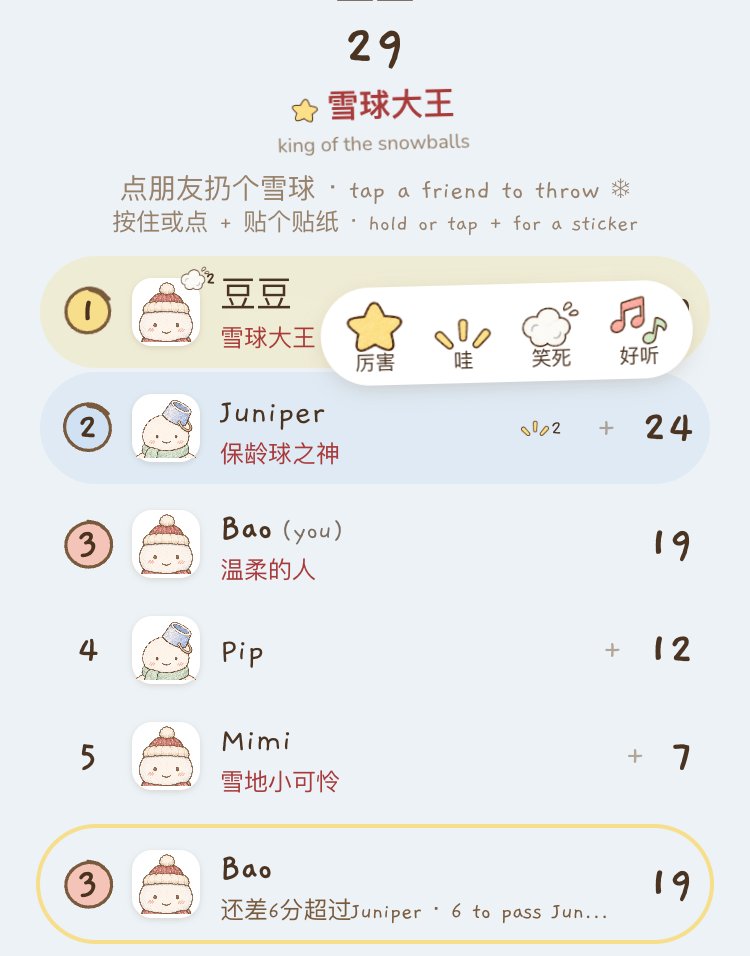 29
雪球大王
king of the snowballs
点朋友扔个雪球 · tap a friend to throw ❄
按住或点 + 贴个贴纸 · hold or tap + for a sticker
1
2
豆豆
雪球大王
厉害
哇
笑死
好听
2
Juniper
保龄球之神
2
+
24
3
Bao (you)
温柔的人
19
4
Pip
+
12
5
Mimi
雪地小可怜
+
7
3
Bao
还差6分超过Juniper · 6 to pass Jun...
19